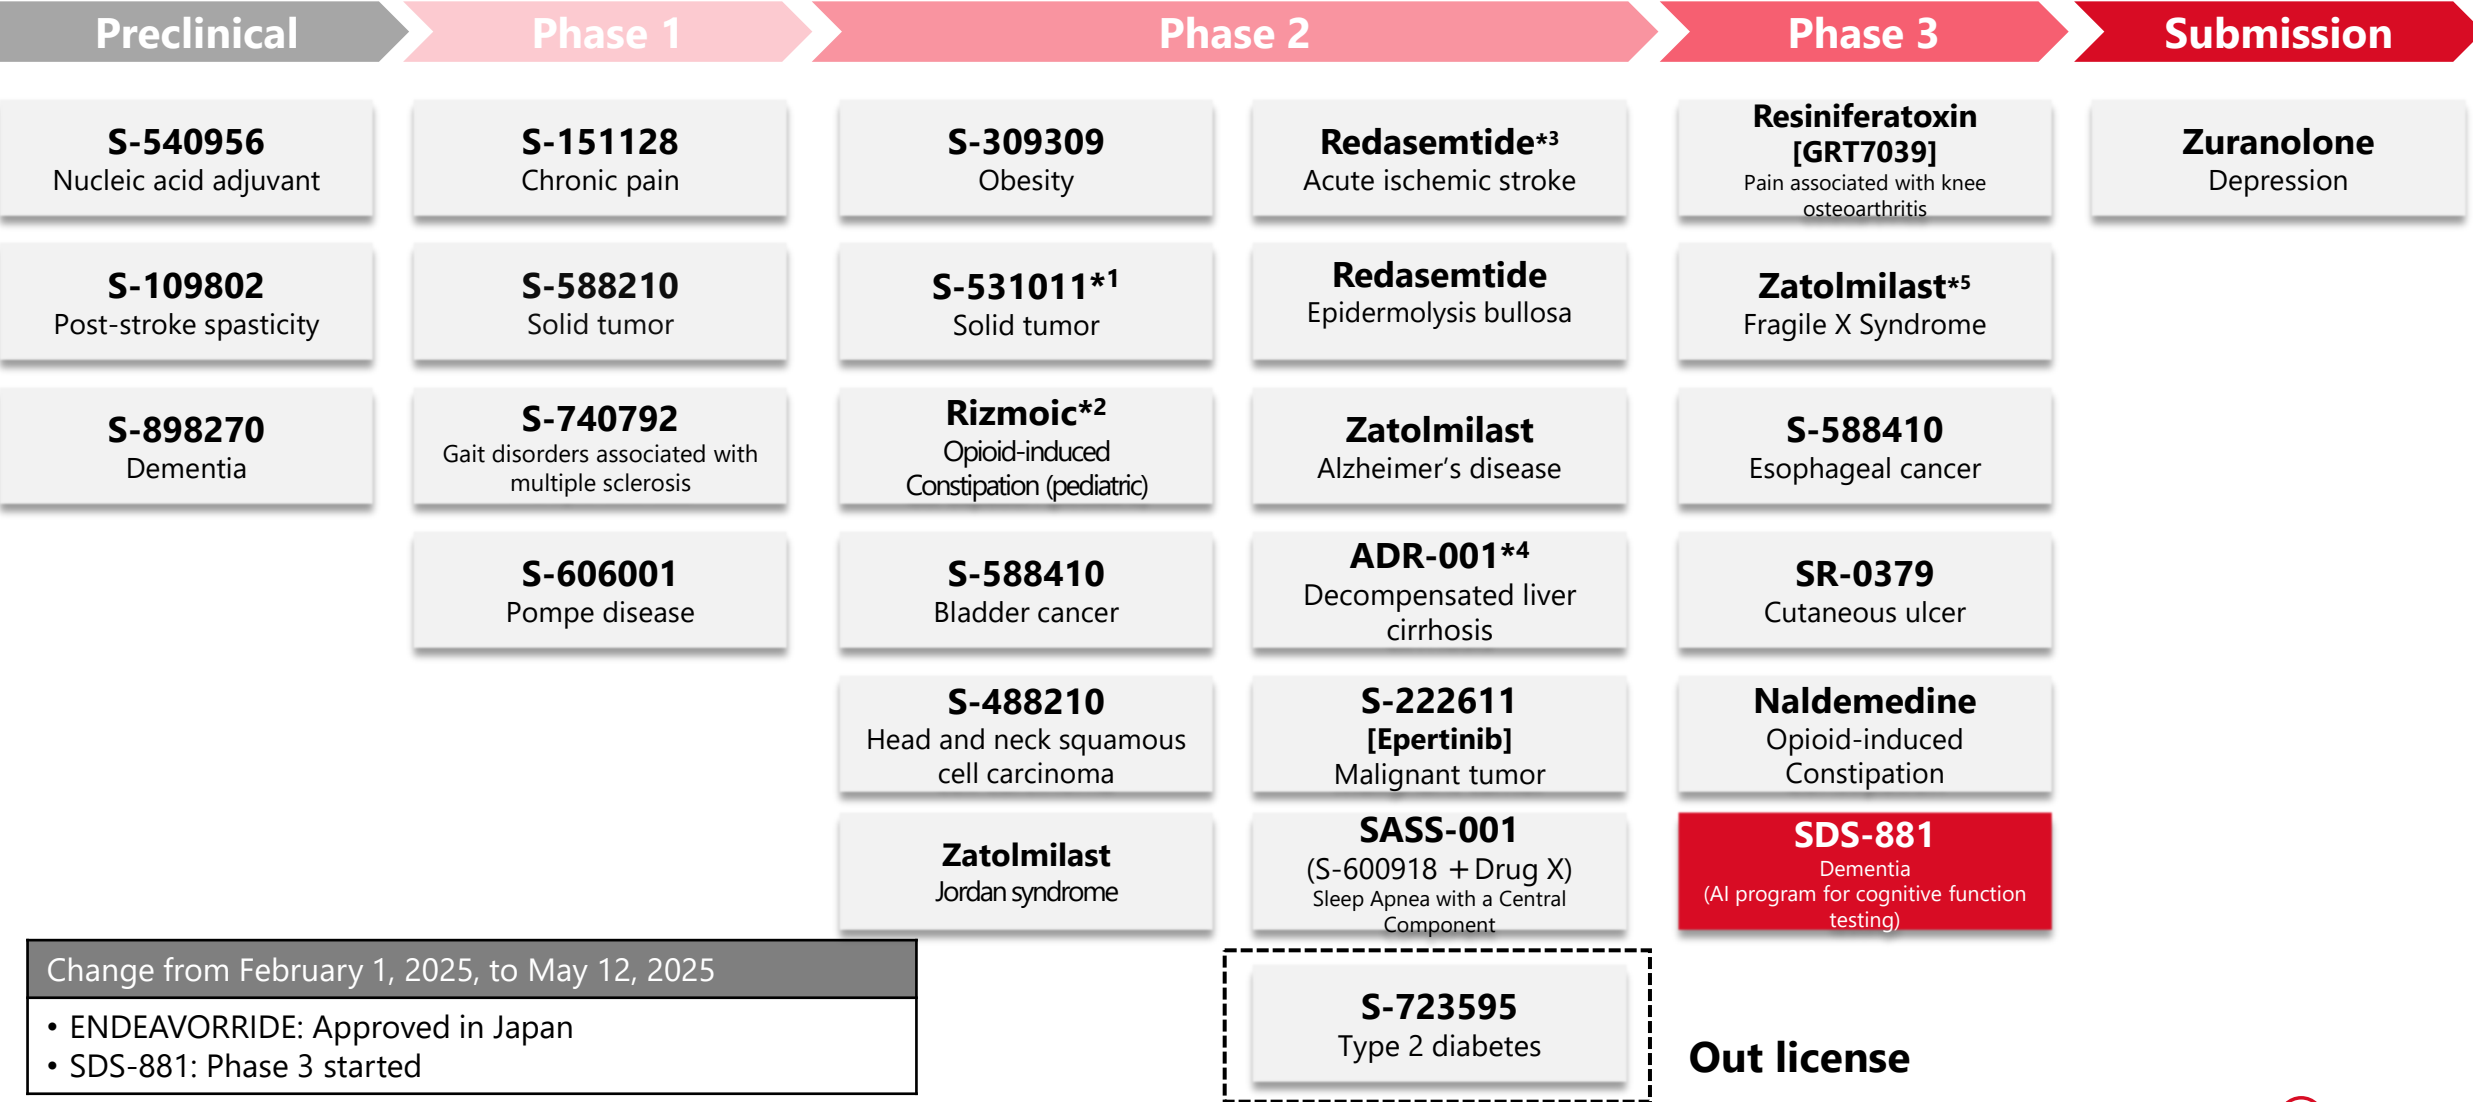 Preclinical
Phase 1
Phase 2
Phase 3
Submission
S-540956
Nucleic acid adjuvant
S-109802
Post-stroke spasticity
S-898270
Dementia
S-151128
Chronic pain
S-588210
Solid tumor
S-740792
Gait disorders associated with
multiple sclerosis
S-606001
Pompe disease
S-309309
Obesity
S-531011*1
Solid tumor
Rizmoic*2
Opioid-induced
Constipation (pediatric)
S-588410
Bladder cancer
S-488210
Head and neck squamous
cell carcinoma
Zatolmilast
Jordan syndrome
Redasemtide*3
Acute ischemic stroke
Redasemtide
Epidermolysis bullosa
Zatolmilast
Alzheimer’s disease
ADR-001*4
Decompensated liver
cirrhosis
S-222611
[Epertinib]
Malignant tumor
SASS-001
(S-600918 ＋Drug X)
Sleep Apnea with a Central
Component
S-723595
Type 2 diabetes
Out license
Resiniferatoxin
[GRT7039]
Pain associated with knee
osteoarthritis
Zatolmilast*5
Fragile X Syndrome
S-588410
Esophageal cancer
SR-0379
Cutaneous ulcer
Naldemedine
Opioid-induced
Constipation
SDS-881
Dementia
(AI program for cognitive function
testing)
Zuranolone
Depression
Change from February 1, 2025, to May 12, 2025
• ENDEAVORRIDE: Approved in Japan
• SDS-881: Phase 3 started